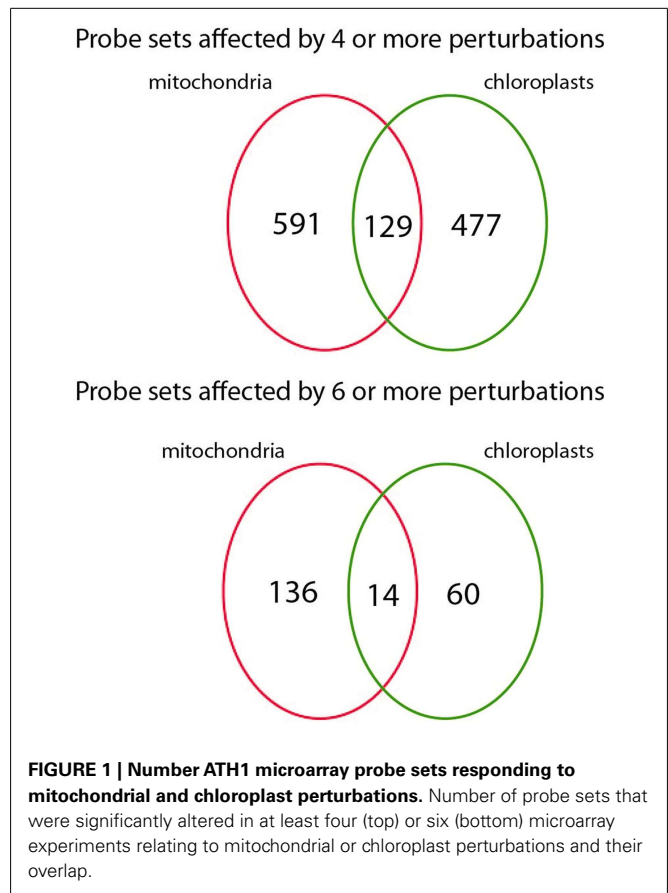 Probe sets affected by 4 or more perturbations
mitochondria
chloroplasts
591
129
477
Probe sets affected by 6 or more perturbations
mitochondria
chloroplasts
136
14
60
FIGURE 1 | Number ATH1 microarray probe sets responding to
mitochondrial and chloroplast perturbations. Number of probe sets that
were significantly altered in at least four (top) or six (bottom) microarray
experiments relating to mitochondrial or chloroplast perturbations and their
overlap.